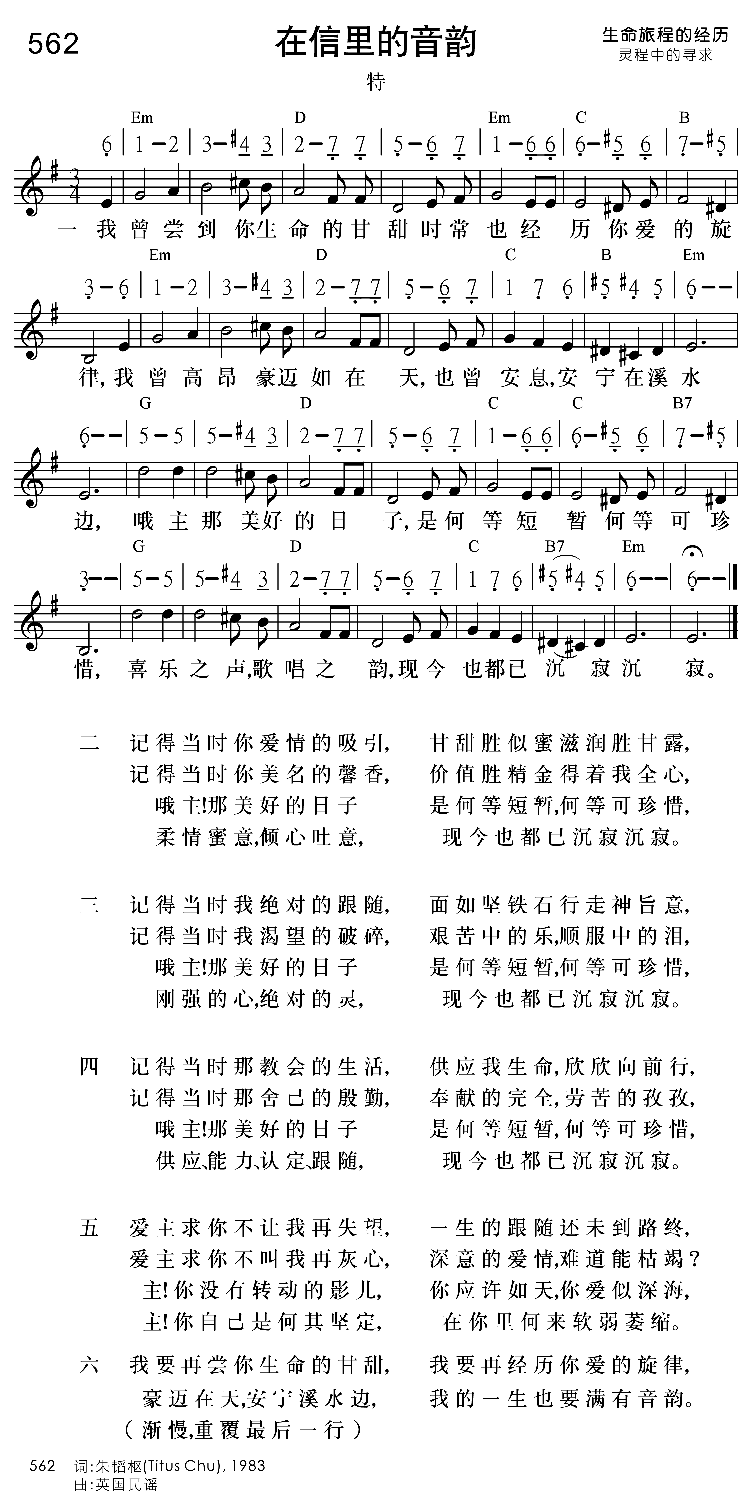 562 在信里的音韵 生命旅程的经历
灵程中的寻求
特
Em D Em C B
6 | 1-2 | 3-#4 3 | 2-7 7 | 5-6 7 | 1-6 6 | 6-#5 6 | 7-#5
一 我 曾 尝 到 你 生 命 的 甘 甜 时 常 也 经 历 你 爱 的 旋
Em D C B Em
3-6 | 1-2 | 3-#4 3 | 2-7 7 | 5-6 7 | 1 7 6 | #5 #4 5 | 6--
律, 我 曾 高 昂 豪 迈 如 在 天, 也 曾 安 息, 安 宁 在 溪 水
G D C C B7
6-- | 5-5 | 5-#4 3 | 2-7 7 | 5-6 7 | 1-6 6 | 6-#5 6 | 7-#5
边, 哦 主 那 美 好 的 日 子, 是 何 等 短 暂 何 等 可 珍
G D C B7 Em
3-- | 5-5 | 5-#4 3 | 2-7 7 | 5-6 7 | 1 7 6 | #5 #4 5 | 6-- | 6--
惜, 喜 乐 之 声, 歌 唱 之 韵, 现 今 也 都 已 沉 寂 沉 寂。
二 记得当时你爱情的吸引, 甘甜胜似蜜滋润胜甘露,
记得当时你美名的馨香, 价值胜精金得着我全心,
哦主!那美好的日子 是何等短暂,何等可珍惜,
柔情蜜意,倾心吐意, 现今也都已沉寂沉寂。
三 记得当时我绝对的跟随, 面如坚铁石行走神旨意,
记得当时我渴望的破碎, 艰苦中的乐,顺服中的泪,
哦主!那美好的日子 是何等短暂,何等可珍惜,
刚强的心,绝对的灵, 现今也都已沉寂沉寂。
四 记得当时那教会的生活, 供应我生命,欣欣向前行,
记得当时那舍己的殷勤, 奉献的完全,劳苦的孜孜,
哦主!那美好的日子 是何等短暂,何等可珍惜,
供应、能力、认定、跟随, 现今也都已沉寂沉寂。
五 爱主求你不让我再失望, 一生的跟随还未到路终,
爱主求你不叫我再灰心, 深意的爱情,难道能枯竭?
主!你没有转动的影儿, 你应许如天,你爱似深海,
主!你自己是何其坚定, 在你里何来软弱萎缩。
六 我要再尝你生命的甘甜, 我要再经历你爱的旋律,
豪迈在天,安宁溪水边, 我的一生也要满有音韵。
(渐慢,重覆最后一行)
562 词:朱韬枢(Titus Chu), 1983
曲:英国民谣